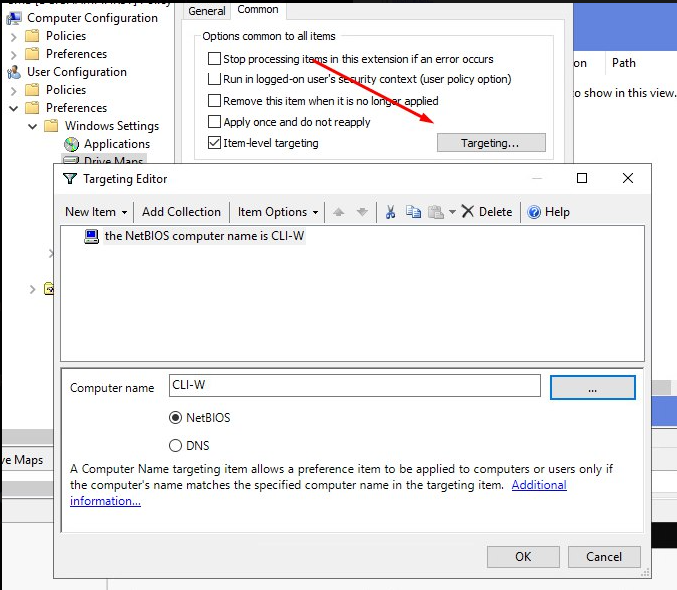 Computer Configuration
Policies
Preferences
User Configuration
Policies
Preferences
Windows Settings
Applications
Drive Maps
General
Common
Options common to all items
Stop processing items in this extension if an error occurs
Run in logged-on user's security context (user policy option)
Remove this item when it is no longer applied
Apply once and do not reapply
Item-level targeting
Targeting...
on
Path
to show in this view.
Targeting Editor
New Item
Add Collection
Item Options
Delete
Help
the NetBIOS computer name is CLI-W
Computer name
CLI-W
...
NetBIOS
DNS
A Computer Name targeting item allows a preference item to be applied to computers or users only if
the computer's name matches the specified computer name in the targeting item. Additional
information...
ve Maps
OK
Cancel